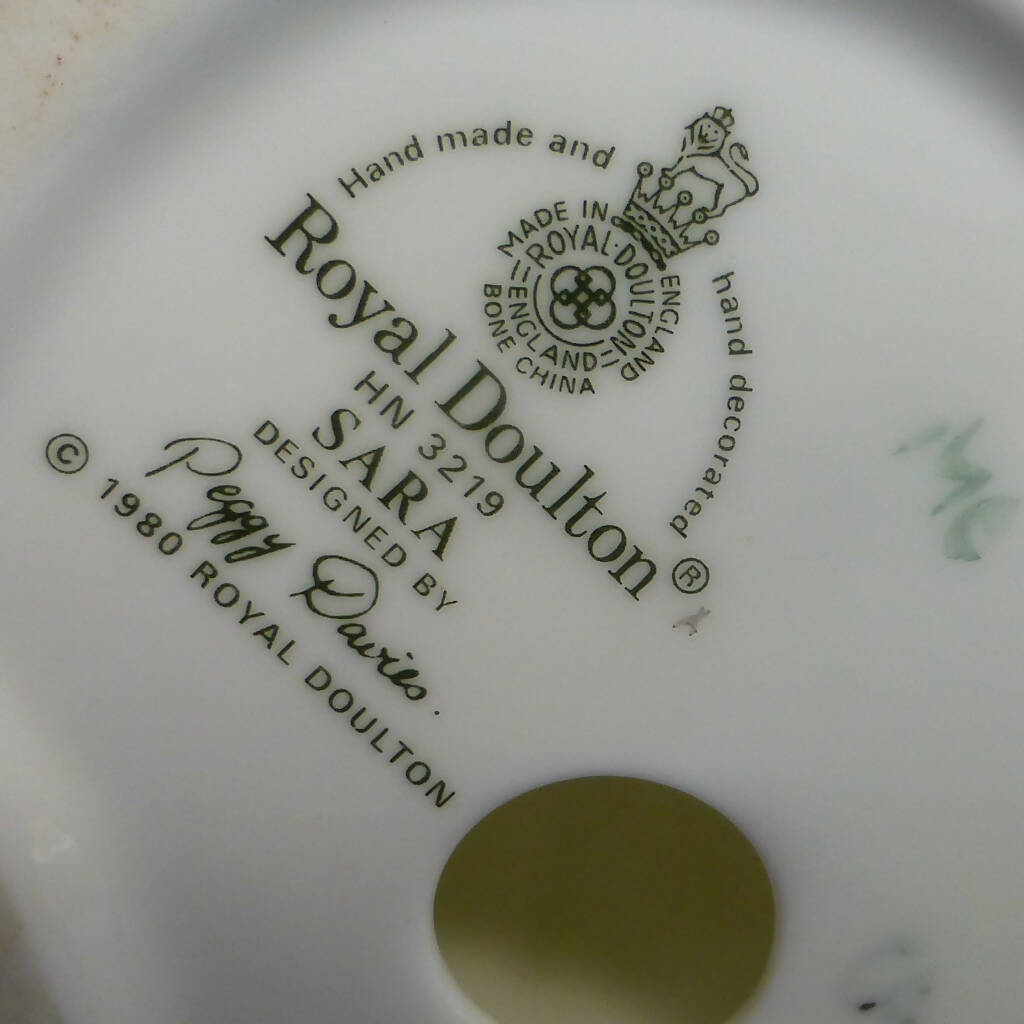 Hand made and
hand decorated
MADE IN ENGLAND
ROYAL·DOULTON
ENGLAND
BONE CHINA
Royal Doulton ®
HN 3219
SARA
DESIGNED BY
Peggy Davies.
© 1980 ROYAL DOULTON